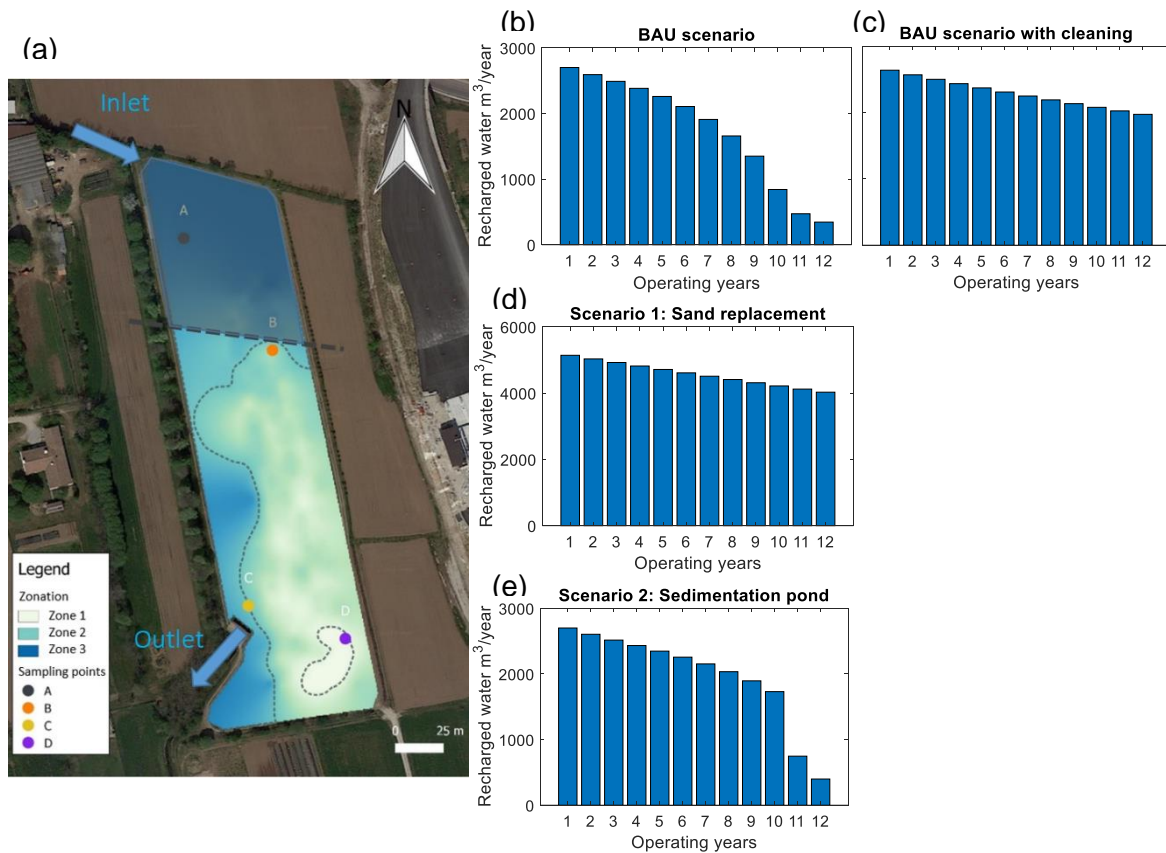 (a)
Inlet
N
A
B
C
D
Outlet
Legend
Zonation
Zone 1
Zone 2
Zone 3
Sampling points
A
B
C
D
0 25 m
(b)
BAU scenario
Recharged water m³/year
3000
2000
1000
0
1 2 3 4 5 6 7 8 9 10 11 12
Operating years
(c)
BAU scenario with cleaning
1 2 3 4 5 6 7 8 9 10 11 12
Operating years
(d)
Scenario 1: Sand replacement
Recharged water m³/year
6000
4000
2000
0
1 2 3 4 5 6 7 8 9 10 11 12
Operating years
(e)
Scenario 2: Sedimentation pond
Recharged water m³/year
3000
2000
1000
0
1 2 3 4 5 6 7 8 9 10 11 12
Operating years